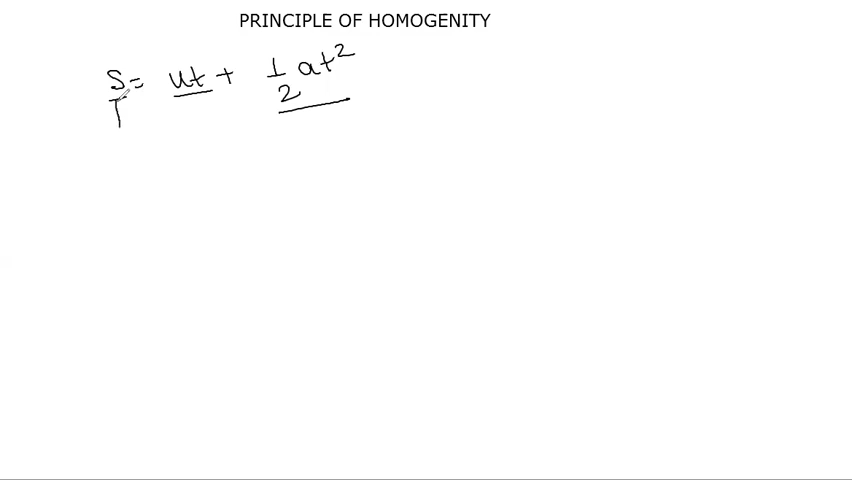 PRINCIPLE OF HOMOGENITY
S = ut + 1/2 at²